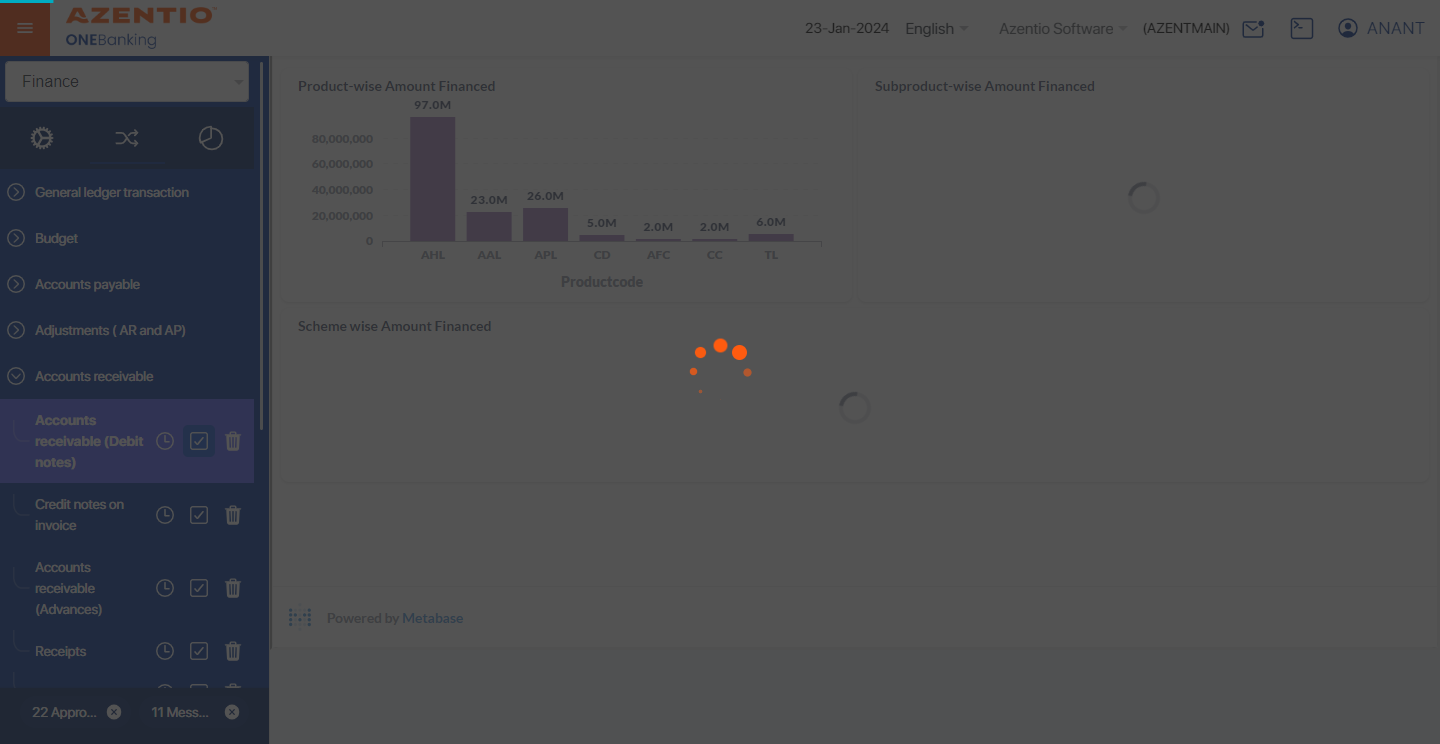 AZENTIO
ONEBanking
23-Jan-2024 English Azentio Software (AZENTMAIN) ANANT
Finance
General ledger transaction
Budget
Accounts payable
Adjustments ( AR and AP)
Accounts receivable
Accounts
receivable (Debit
notes)
Credit notes on
invoice
Accounts
receivable
(Advances)
Receipts
22 Appro...
11 Mess...
Product-wise Amount Financed
97.0M
80,000,000
60,000,000
40,000,000
20,000,000
0
23.0M
26.0M
5.0M
2.0M
2.0M
6.0M
AHL AAL APL CD AFC CC TL
Productcode
Subproduct-wise Amount Financed
Scheme wise Amount Financed
Powered by Metabase